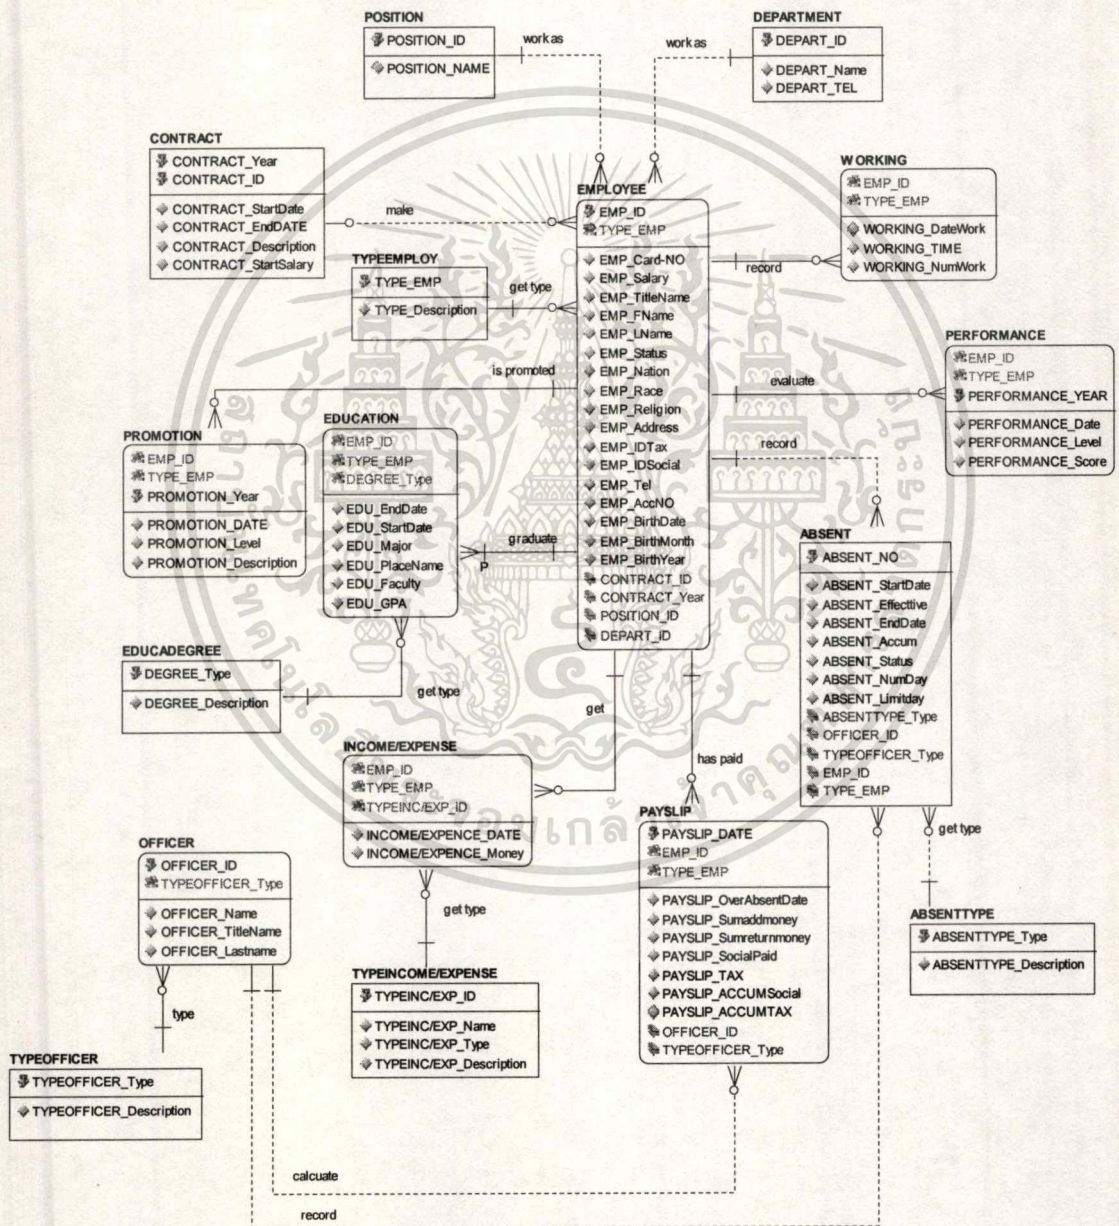 POSITION
POSITION_ID
POSITION_NAME
work as
work as
DEPARTMENT
DEPART_ID
DEPART_Name
DEPART_TEL
CONTRACT
CONTRACT_Year
CONTRACT_ID
CONTRACT_StartDate
CONTRACT_EndDATE
CONTRACT_Description
CONTRACT_StartSalary
make
TYPEEMPLOY
TYPE_EMP
TYPE_Description
get type
EMPLOYEE
EMP_ID
TYPE_EMP
EMP_Card-NO
EMP_Salary
EMP_TitleName
EMP_FName
EMP_LName
EMP_Status
EMP_Nation
EMP_Race
EMP_Religion
EMP_Address
EMP_IDTax
EMP_IDSocial
EMP_Tel
EMP_AccNO
EMP_BirthDate
EMP_BirthMonth
EMP_BirthYear
CONTRACT_ID
CONTRACT_Year
POSITION_ID
DEPART_ID
WORKING
EMP_ID
TYPE_EMP
WORKING_DateWork
WORKING_TIME
WORKING_NumWork
record
PERFORMANCE
EMP_ID
TYPE_EMP
PERFORMANCE_YEAR
PERFORMANCE_Date
PERFORMANCE_Level
PERFORMANCE_Score
evaluate
record
is promoted
PROMOTION
EMP_ID
TYPE_EMP
PROMOTION_Year
PROMOTION_DATE
PROMOTION_Level
PROMOTION_Description
EDUCATION
EMP_ID
TYPE_EMP
DEGREE_Type
EDU_EndDate
EDU_StartDate
EDU_Major
EDU_PlaceName
EDU_Faculty
EDU_GPA
graduate
P
ABSENT
ABSENT_NO
ABSENT_StartDate
ABSENT_Effecttive
ABSENT_EndDate
ABSENT_Accum
ABSENT_Status
ABSENT_NumDay
ABSENT_Limitday
ABSENTTYPE_Type
OFFICER_ID
TYPEOFFICER_Type
EMP_ID
TYPE_EMP
EDUCADEGREE
DEGREE_Type
DEGREE_Description
get type
get
has paid
INCOME/EXPENSE
EMP_ID
TYPE_EMP
TYPEINC/EXP_ID
INCOME/EXPENCE_DATE
INCOME/EXPENCE_Money
get type
PAYSLIP
PAYSLIP_DATE
EMP_ID
TYPE_EMP
PAYSLIP_OverAbsentDate
PAYSLIP_Sumaddmoney
PAYSLIP_Sumreturnmoney
PAYSLIP_SocialPaid
PAYSLIP_TAX
PAYSLIP_ACCUMSocial
PAYSLIP_ACCUMTAX
OFFICER_ID
TYPEOFFICER_Type
get type
ABSENTTYPE
ABSENTTYPE_Type
ABSENTTYPE_Description
OFFICER
OFFICER_ID
TYPEOFFICER_Type
OFFICER_Name
OFFICER_TitleName
OFFICER_Lastname
type
TYPEINCOME/EXPENSE
TYPEINC/EXP_ID
TYPEINC/EXP_Name
TYPEINC/EXP_Type
TYPEINC/EXP_Description
TYPEOFFICER
TYPEOFFICER_Type
TYPEOFFICER_Description
calcuate
record